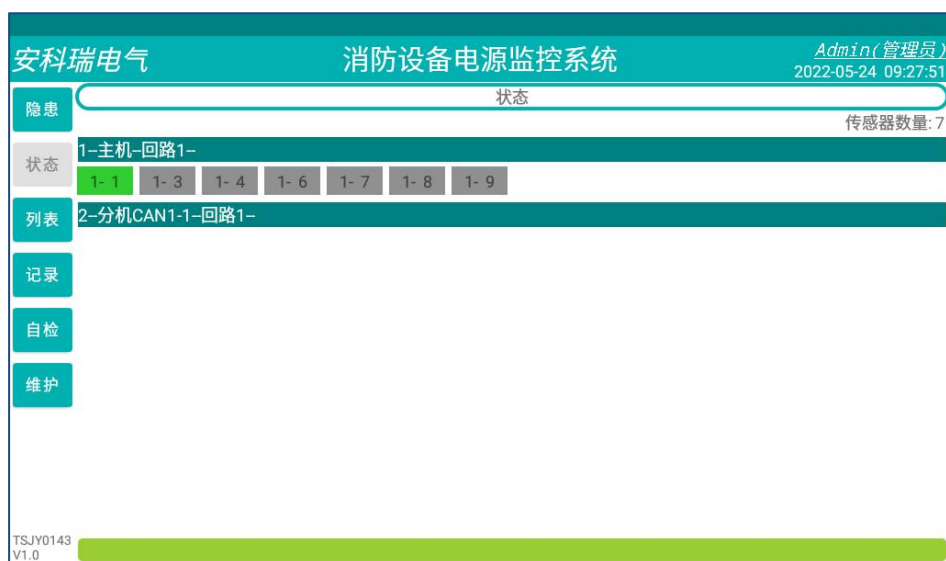 安科瑞电气
消防设备电源监控系统
Admin(管理员)
2022-05-24 09:27:51
隐患
状态
传感器数量:7
状态
1-主机-回路1-
1- 1 1- 3 1- 4 1- 6 1- 7 1- 8 1- 9
列表
2-分机CAN1-1-回路1-
记录
自检
维护
TSJY0143
V1.0